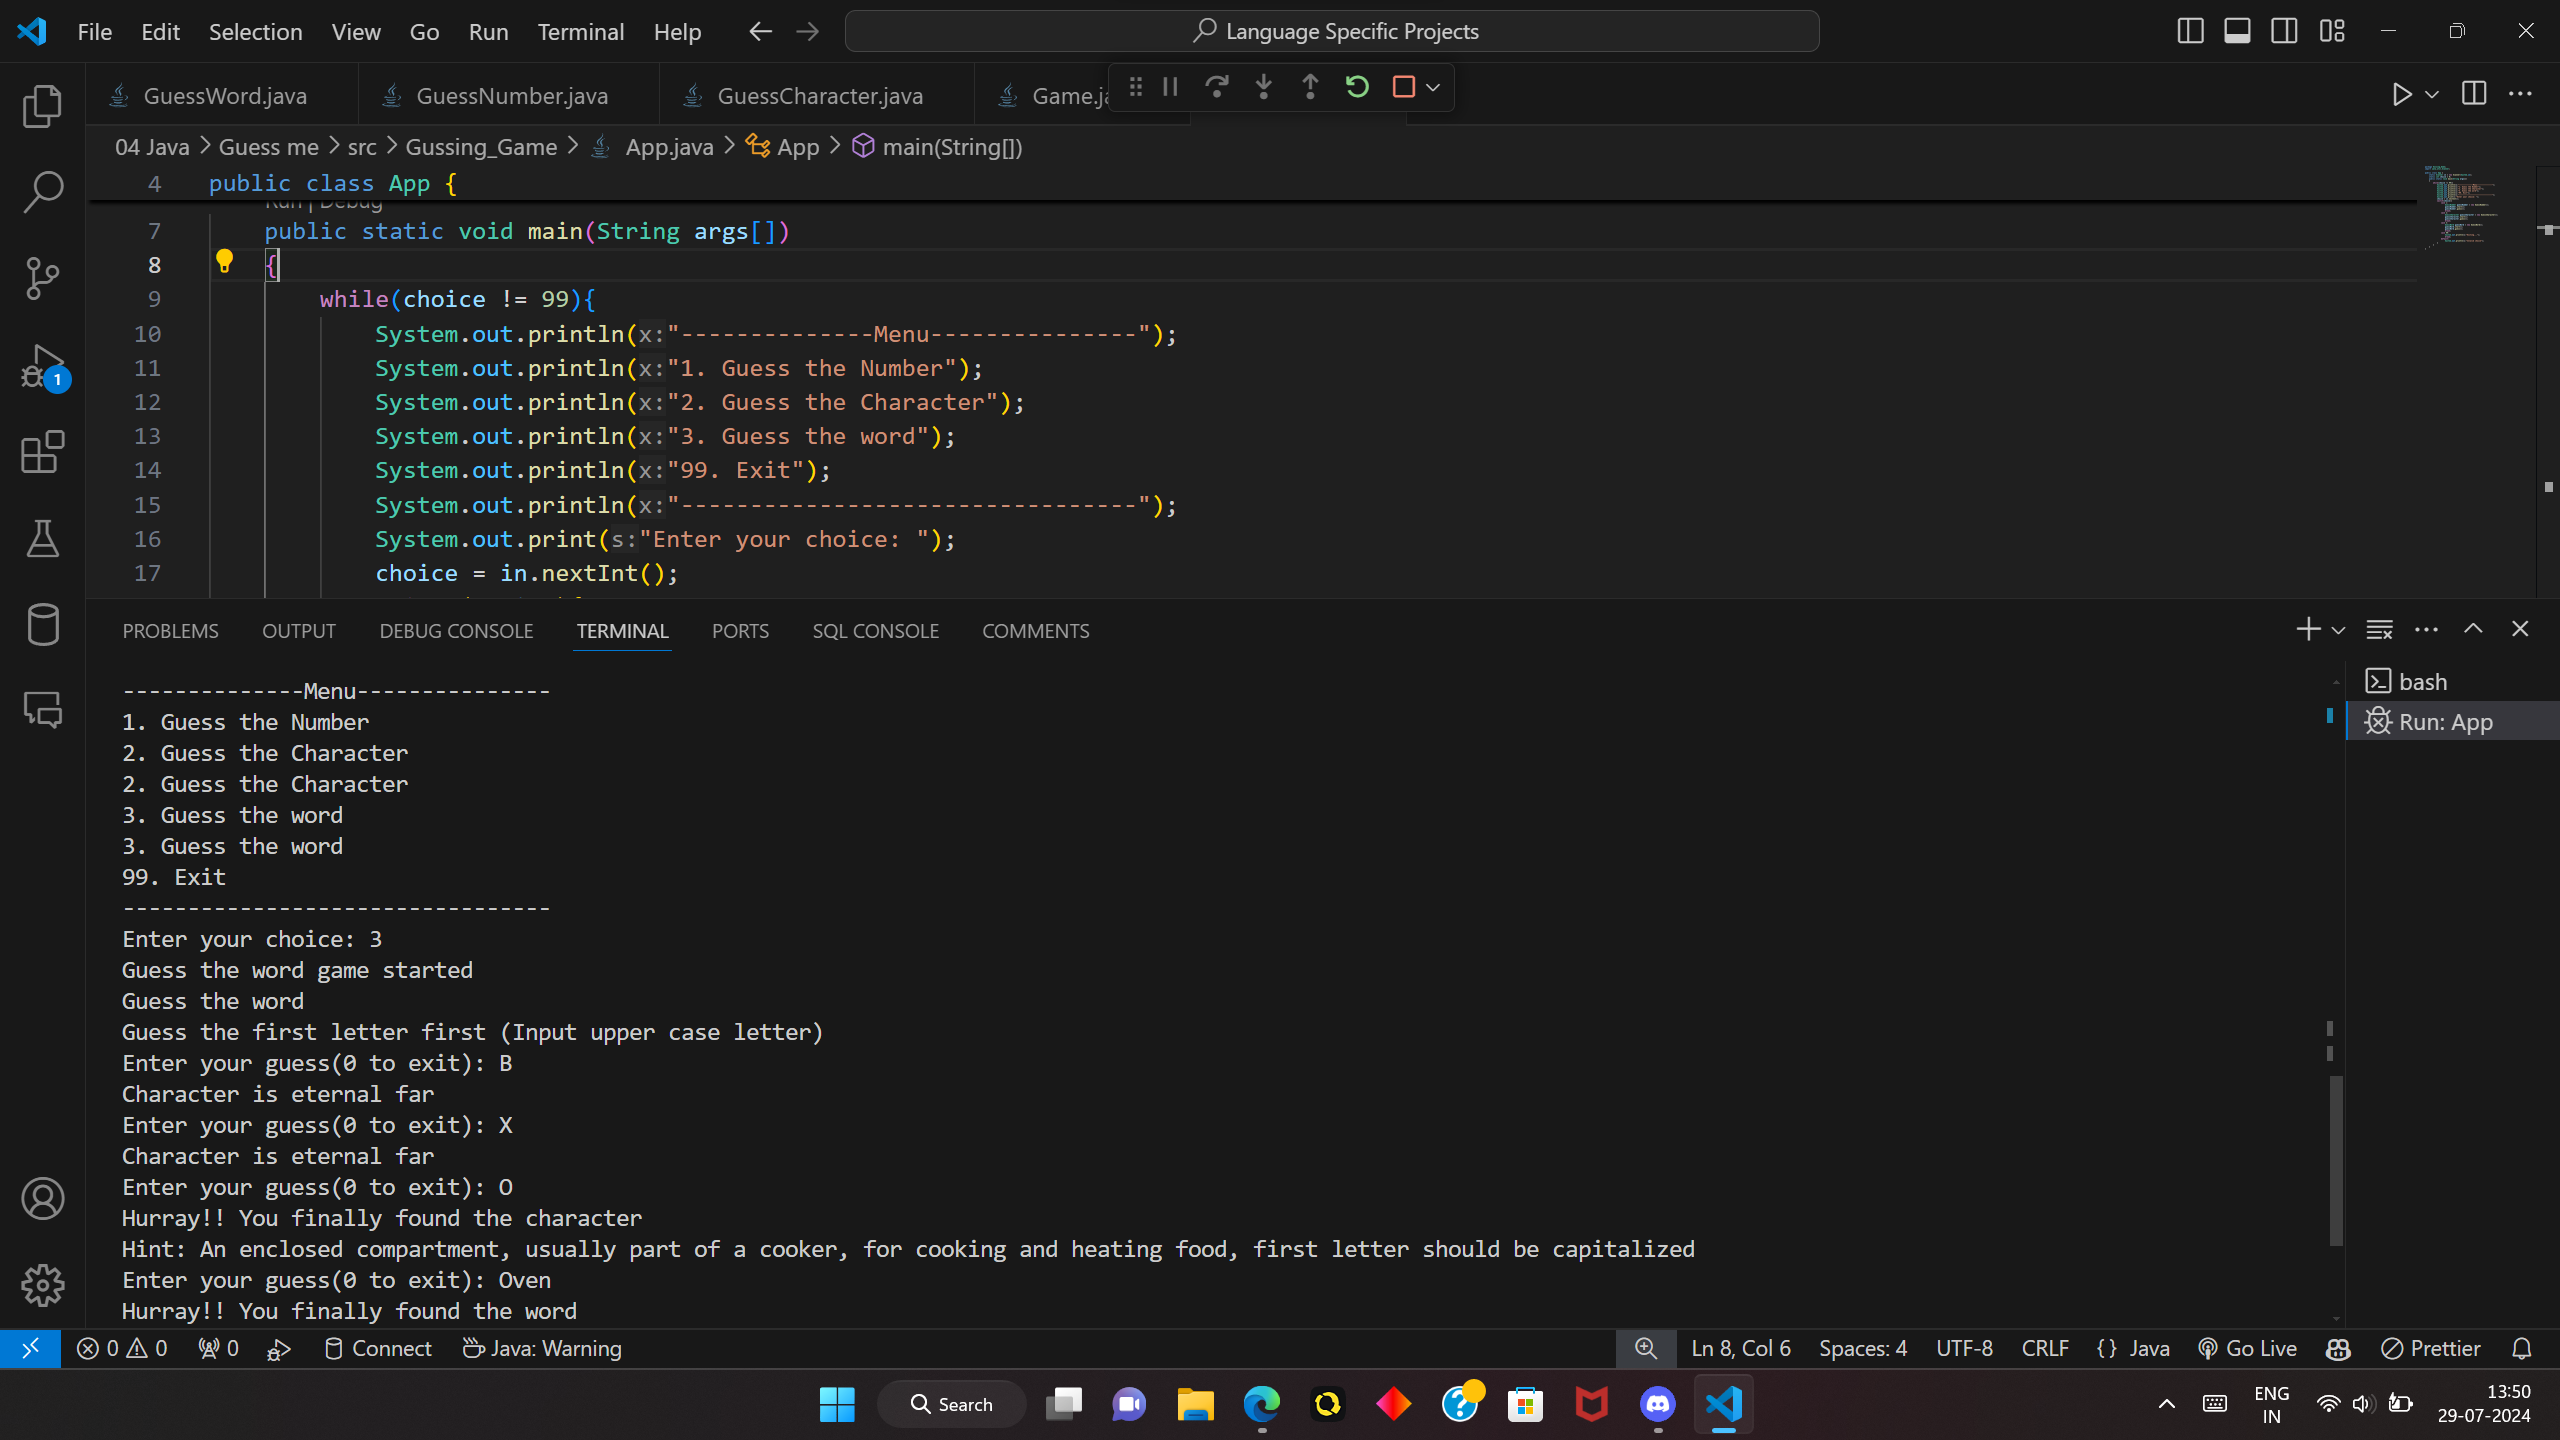 File Edit Selection View Go Run Terminal Help Language Specific Projects
GuessWord.java GuessNumber.java GuessCharacter.java Game.ja
04 Java > Guess me > src > Gussing_Game > App.java > App > main(String[])
4 public class App {
Run | Debug
7 public static void main(String args[])
8 {
9 while(choice != 99){
10 System.out.println(x:"--------------Menu---------------");
11 System.out.println(x:"1. Guess the Number");
12 System.out.println(x:"2. Guess the Character");
13 System.out.println(x:"3. Guess the word");
14 System.out.println(x:"99. Exit");
15 System.out.println(x:"---------------------------------");
16 System.out.print(s:"Enter your choice: ");
17 choice = in.nextInt();
PROBLEMS OUTPUT DEBUG CONSOLE TERMINAL PORTS SQL CONSOLE COMMENTS
bash
Run: App
1
----------------Menu---------------
1. Guess the Number
2. Guess the Character
2. Guess the Character
3. Guess the word
3. Guess the word
99. Exit
---------------------------------
Enter your choice: 3
Guess the word game started
Guess the word
Guess the first letter first (Input upper case letter)
Enter your guess(0 to exit): B
Character is eternal far
Enter your guess(0 to exit): X
Character is eternal far
Enter your guess(0 to exit): O
Hurray!! You finally found the character
Hint: An enclosed compartment, usually part of a cooker, for cooking and heating food, first letter should be capitalized
Enter your guess(0 to exit): Oven
Hurray!! You finally found the word
0 0 0 Connect Java: Warning Ln 8, Col 6 Spaces: 4 UTF-8 CRLF {} Java Go Live Prettier
Search ENG IN 13:50 29-07-2024